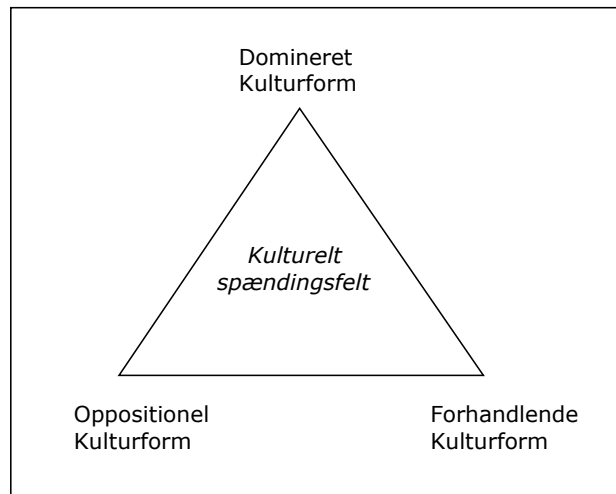 Domineret
Kulturform
Kulturelt
spændingsfelt
Oppositionel
Kulturform
Forhandlende
Kulturform